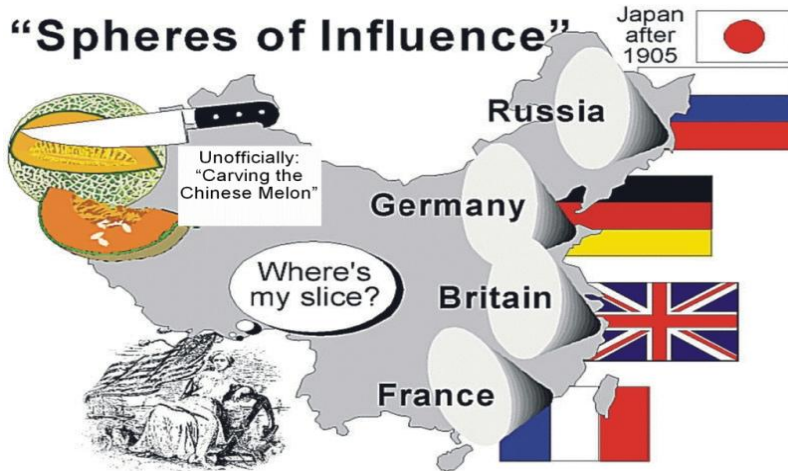 “Spheres of Influence”
Japan
after
1905
Russia
Unofficially:
“Carving the
Chinese Melon”
Germany
Where's
my slice?
Britain
France